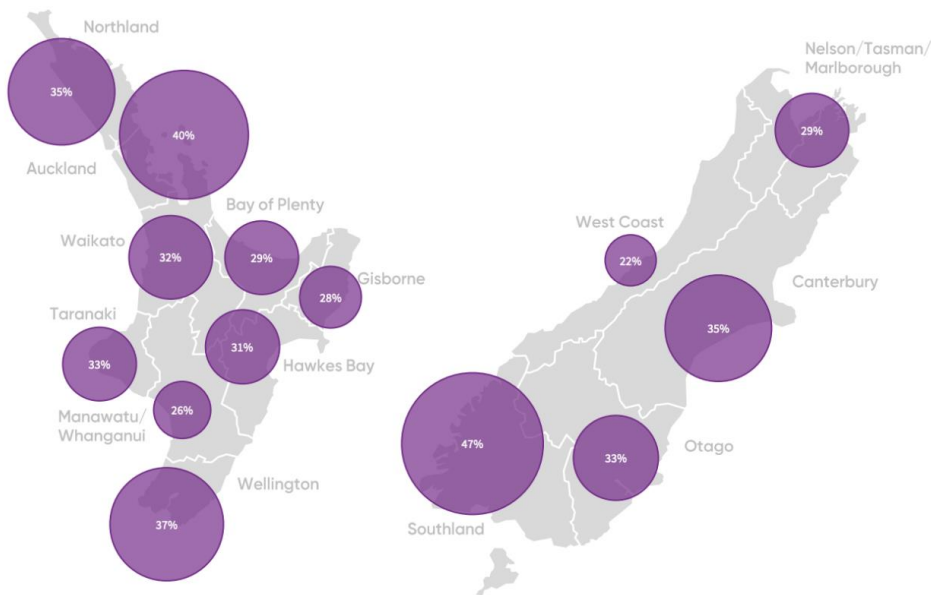 Northland
35%
40%
Auckland
Bay of Plenty
Waikato
32%
29%
Gisborne
28%
Taranaki
33%
31%
Hawkes Bay
26%
Manawatu/
Whanganui
Wellington
37%
Nelson/Tasman/
Marlborough
29%
West Coast
22%
Canterbury
35%
47%
33%
Otago
Southland